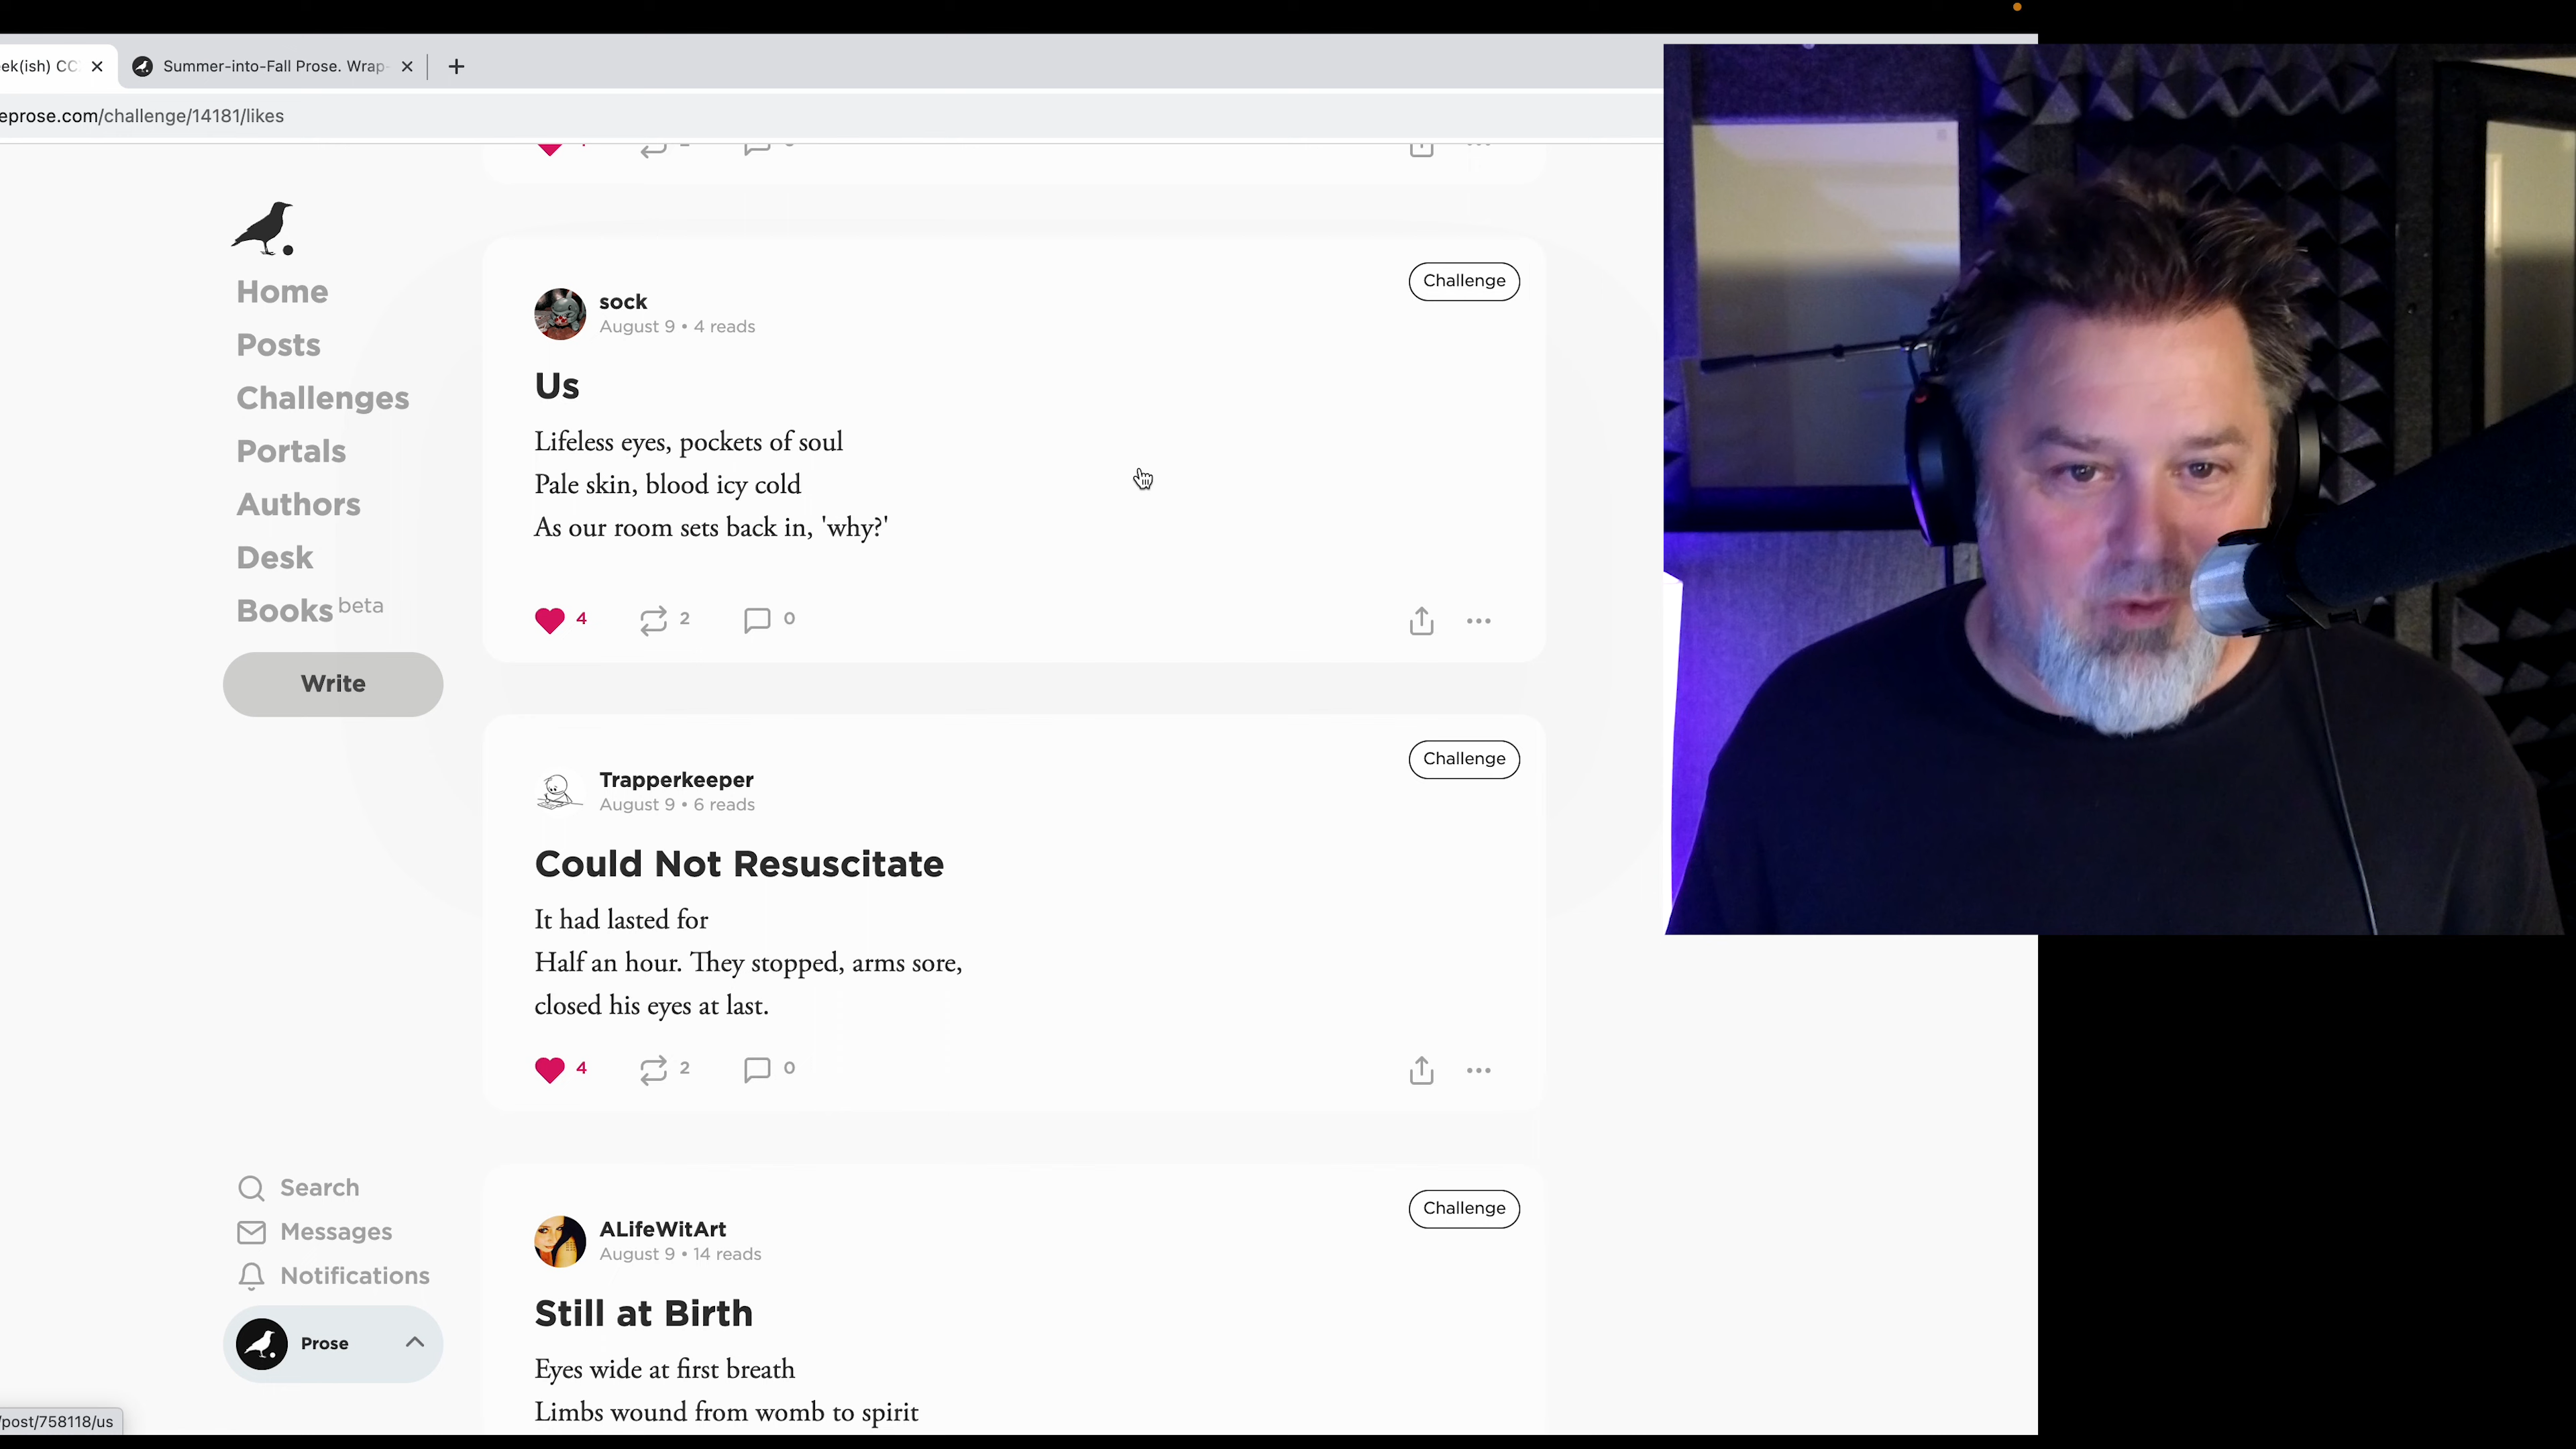 ek(ish) CC
Summer-into-Fall Prose. Wrap-
eprose.com/challenge/14181/likes
Home
Posts
Challenges
Portals
Authors
Desk
Books beta
Write
Challenge
sock
August 9 • 4 reads
Us
Lifeless eyes, pockets of soul
Pale skin, blood icy cold
As our room sets back in, 'why?'
4 2 0
Challenge
Trapperkeeper
August 9 • 6 reads
Could Not Resuscitate
It had lasted for
Half an hour. They stopped, arms sore,
closed his eyes at last.
4 2 0
Challenge
ALifeWitArt
August 9 • 14 reads
Still at Birth
Eyes wide at first breath
Limbs wound from womb to spirit
Search
Messages
Notifications
Prose
/post/758118/us